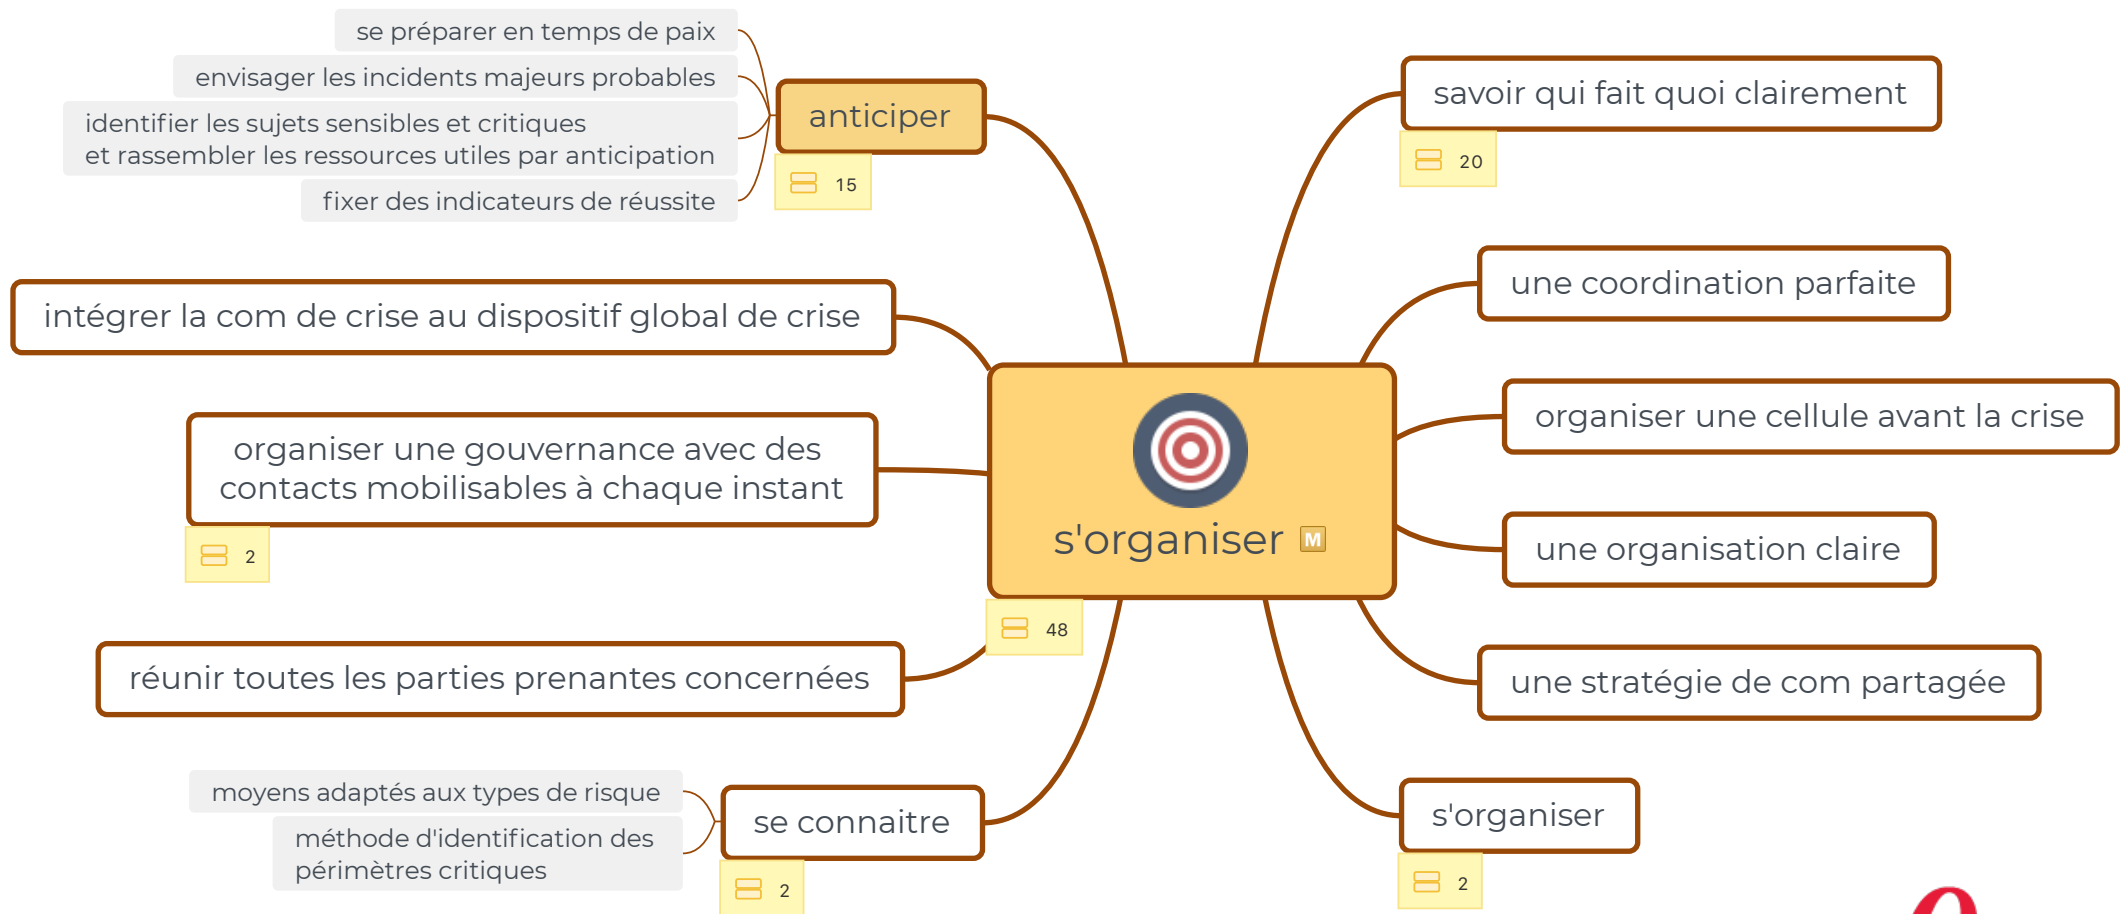 se préparer en temps de paix
envisager les incidents majeurs probables
identifier les sujets sensibles et critiques
et rassembler les ressources utiles par anticipation
fixer des indicateurs de réussite
anticiper
15
intégrer la com de crise au dispositif global de crise
organiser une gouvernance avec des
contacts mobilisables à chaque instant
2
réunir toutes les parties prenantes concernées
moyens adaptés aux types de risque
méthode d'identification des
périmètres critiques
se connaitre
2
s'organiser M
48
savoir qui fait quoi clairement
20
une coordination parfaite
organiser une cellule avant la crise
une organisation claire
une stratégie de com partagée
s'organiser
2